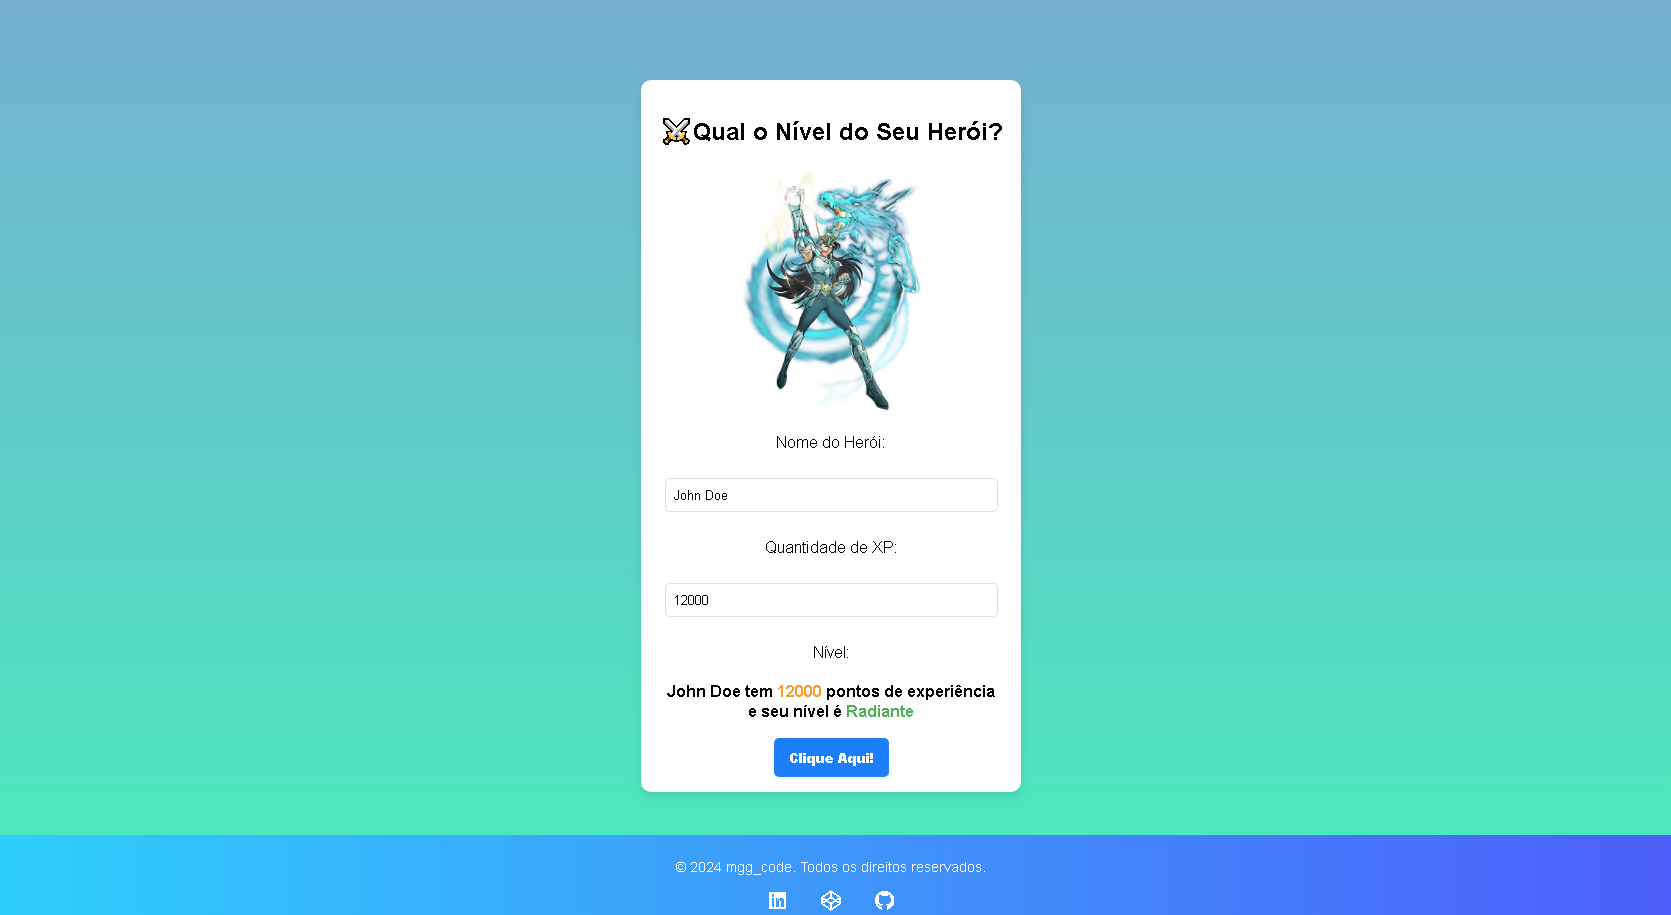 ⚔️Qual o Nível do Seu Herói?
Nome do Herói:
John Doe
Quantidade de XP:
12000
Nível:
John Doe tem 12000 pontos de experiência
e seu nível é Radiante
Clique Aqui!
© 2024 mgg_code. Todos os direitos reservados.